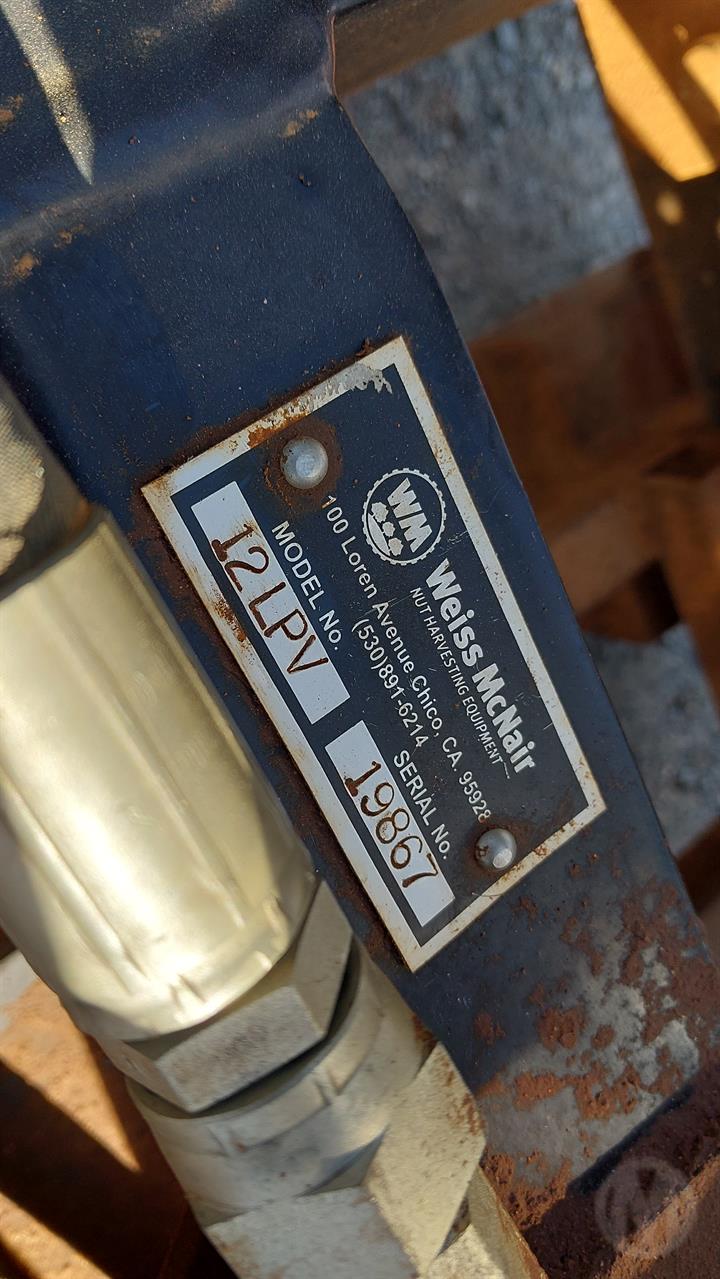 WM
Weiss McNair
NUT HARVESTING EQUIPMENT
100 Loren Avenue Chico, CA. 95928
(530)891-6214
MODEL No.
12LPV
SERIAL No.
19867
M